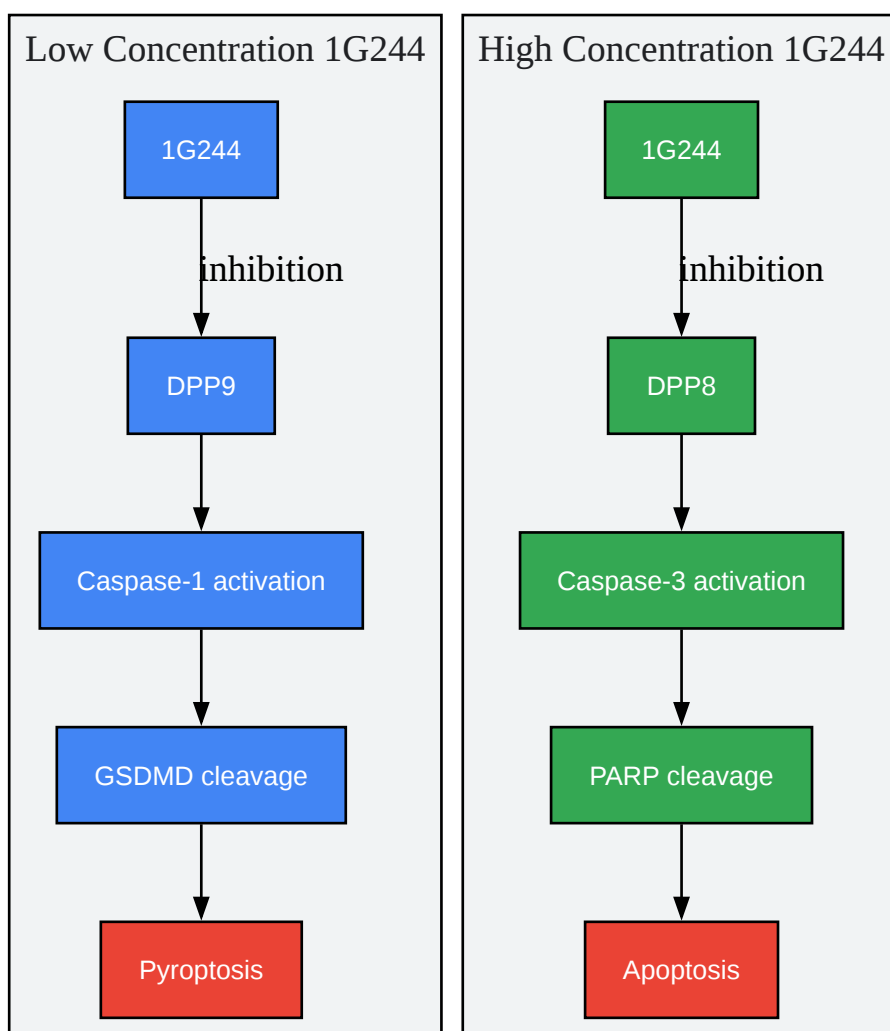 Low Concentration 1G244
1G244
inhibition
DPP9
Caspase-1 activation
GSDMD cleavage
Pyroptosis
High Concentration 1G244
1G244
inhibition
DPP8
Caspase-3 activation
PARP cleavage
Apoptosis